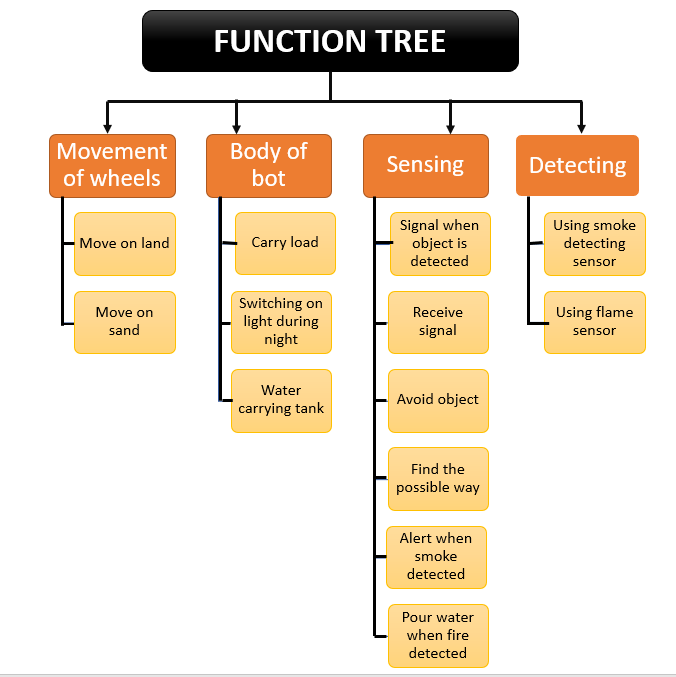 FUNCTION TREE
Movement
of wheels
Move on land
Move on
sand
Body of
bot
Carry load
Switching on
light during
night
Water
carrying tank
Sensing
Signal when
object is
detected
Receive
signal
Avoid object
Find the
possible way
Alert when
smoke
detected
Pour water
when fire
detected
Detecting
Using smoke
detecting
sensor
Using flame
sensor